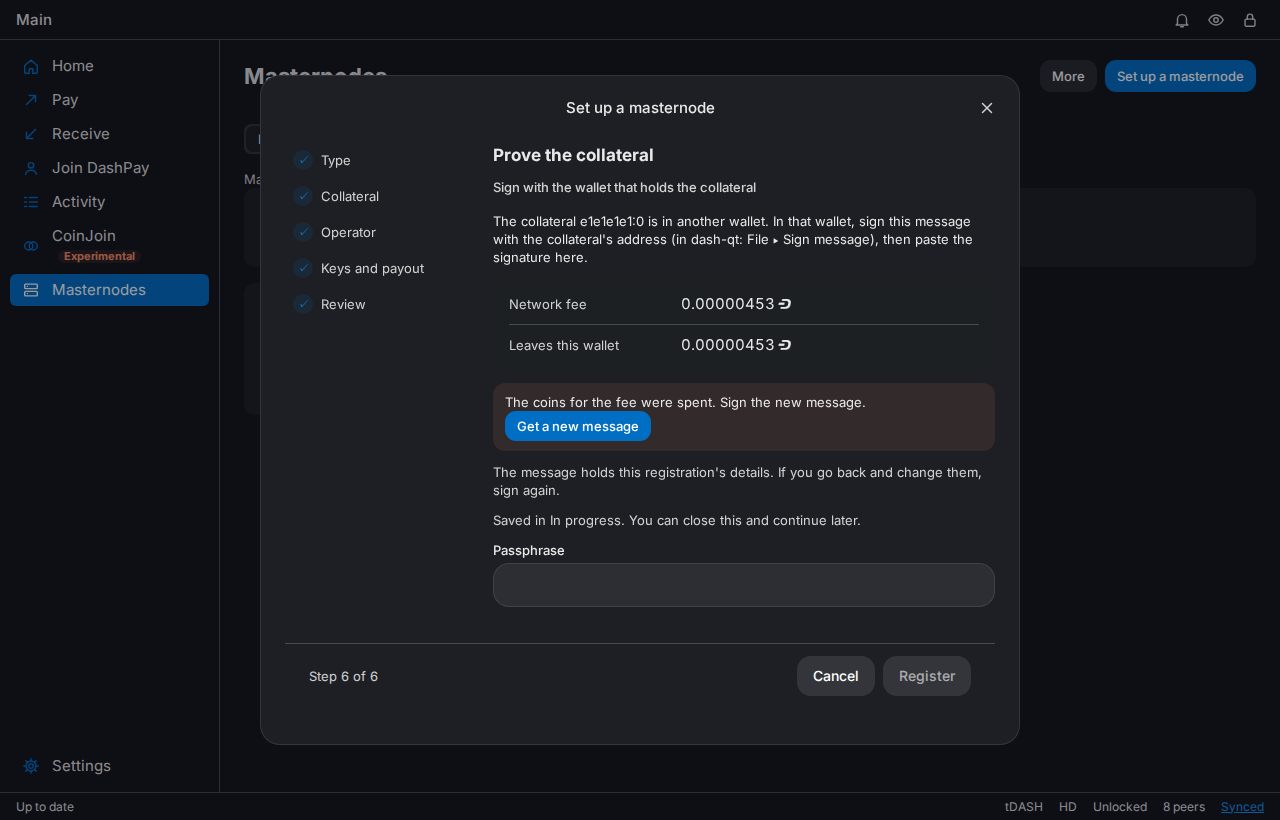 Main
Home
Pay
Receive
Join DashPay
Activity
CoinJoin
Experimental
Masternodes
Settings
Masternodes
More
Set up a masternode
Set up a masternode
Type
Collateral
Operator
Keys and payout
Review
Prove the collateral
Sign with the wallet that holds the collateral
The collateral e1e1e1e1:0 is in another wallet. In that wallet, sign this message
with the collateral's address (in dash-qt: File ▸ Sign message), then paste the
signature here.
Network fee 0.00000453
Leaves this wallet 0.00000453
The coins for the fee were spent. Sign the new message.
Get a new message
The message holds this registration's details. If you go back and change them,
sign again.
Saved in In progress. You can close this and continue later.
Passphrase
Step 6 of 6
Cancel
Register
Up to date
tDASH HD Unlocked 8 peers Synced